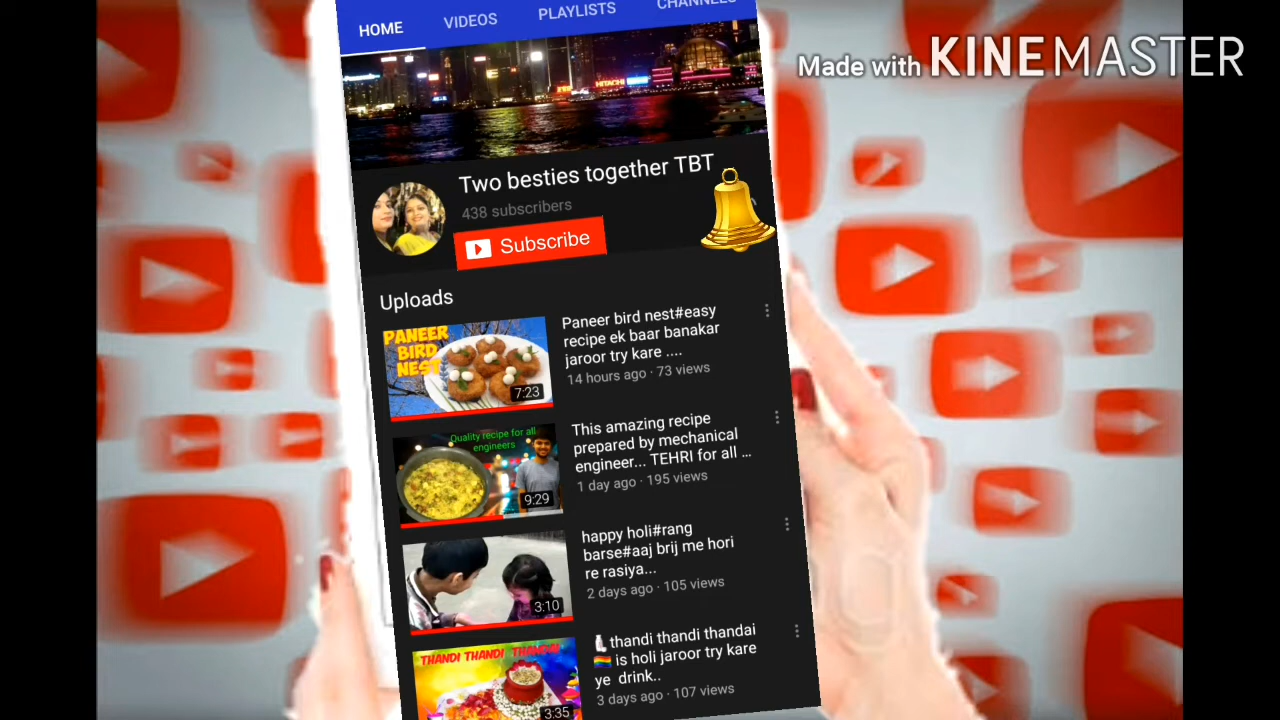 HOME VIDEOS PLAYLISTS CHANNELS
Made with KINEMASTER
HITACHI
Two besties together TBT
438 subscribers
Subscribe
Uploads
PANEER
BIRD
NEST
7:23
Paneer bird nest#easy
recipe ek baar banakar
jaroor try kare ....
14 hours ago · 73 views
Quality recipe for all
engineers
9:29
This amazing recipe
prepared by mechanical
engineer... TEHRI for all ...
1 day ago · 195 views
3:10
happy holi#rang
barse#aaj brij me hori
re rasiya...
2 days ago · 105 views
THANDI THANDI THANDAI
3:35
thandi thandi thandai
is holi jaroor try kare
ye drink..
3 days ago · 107 views